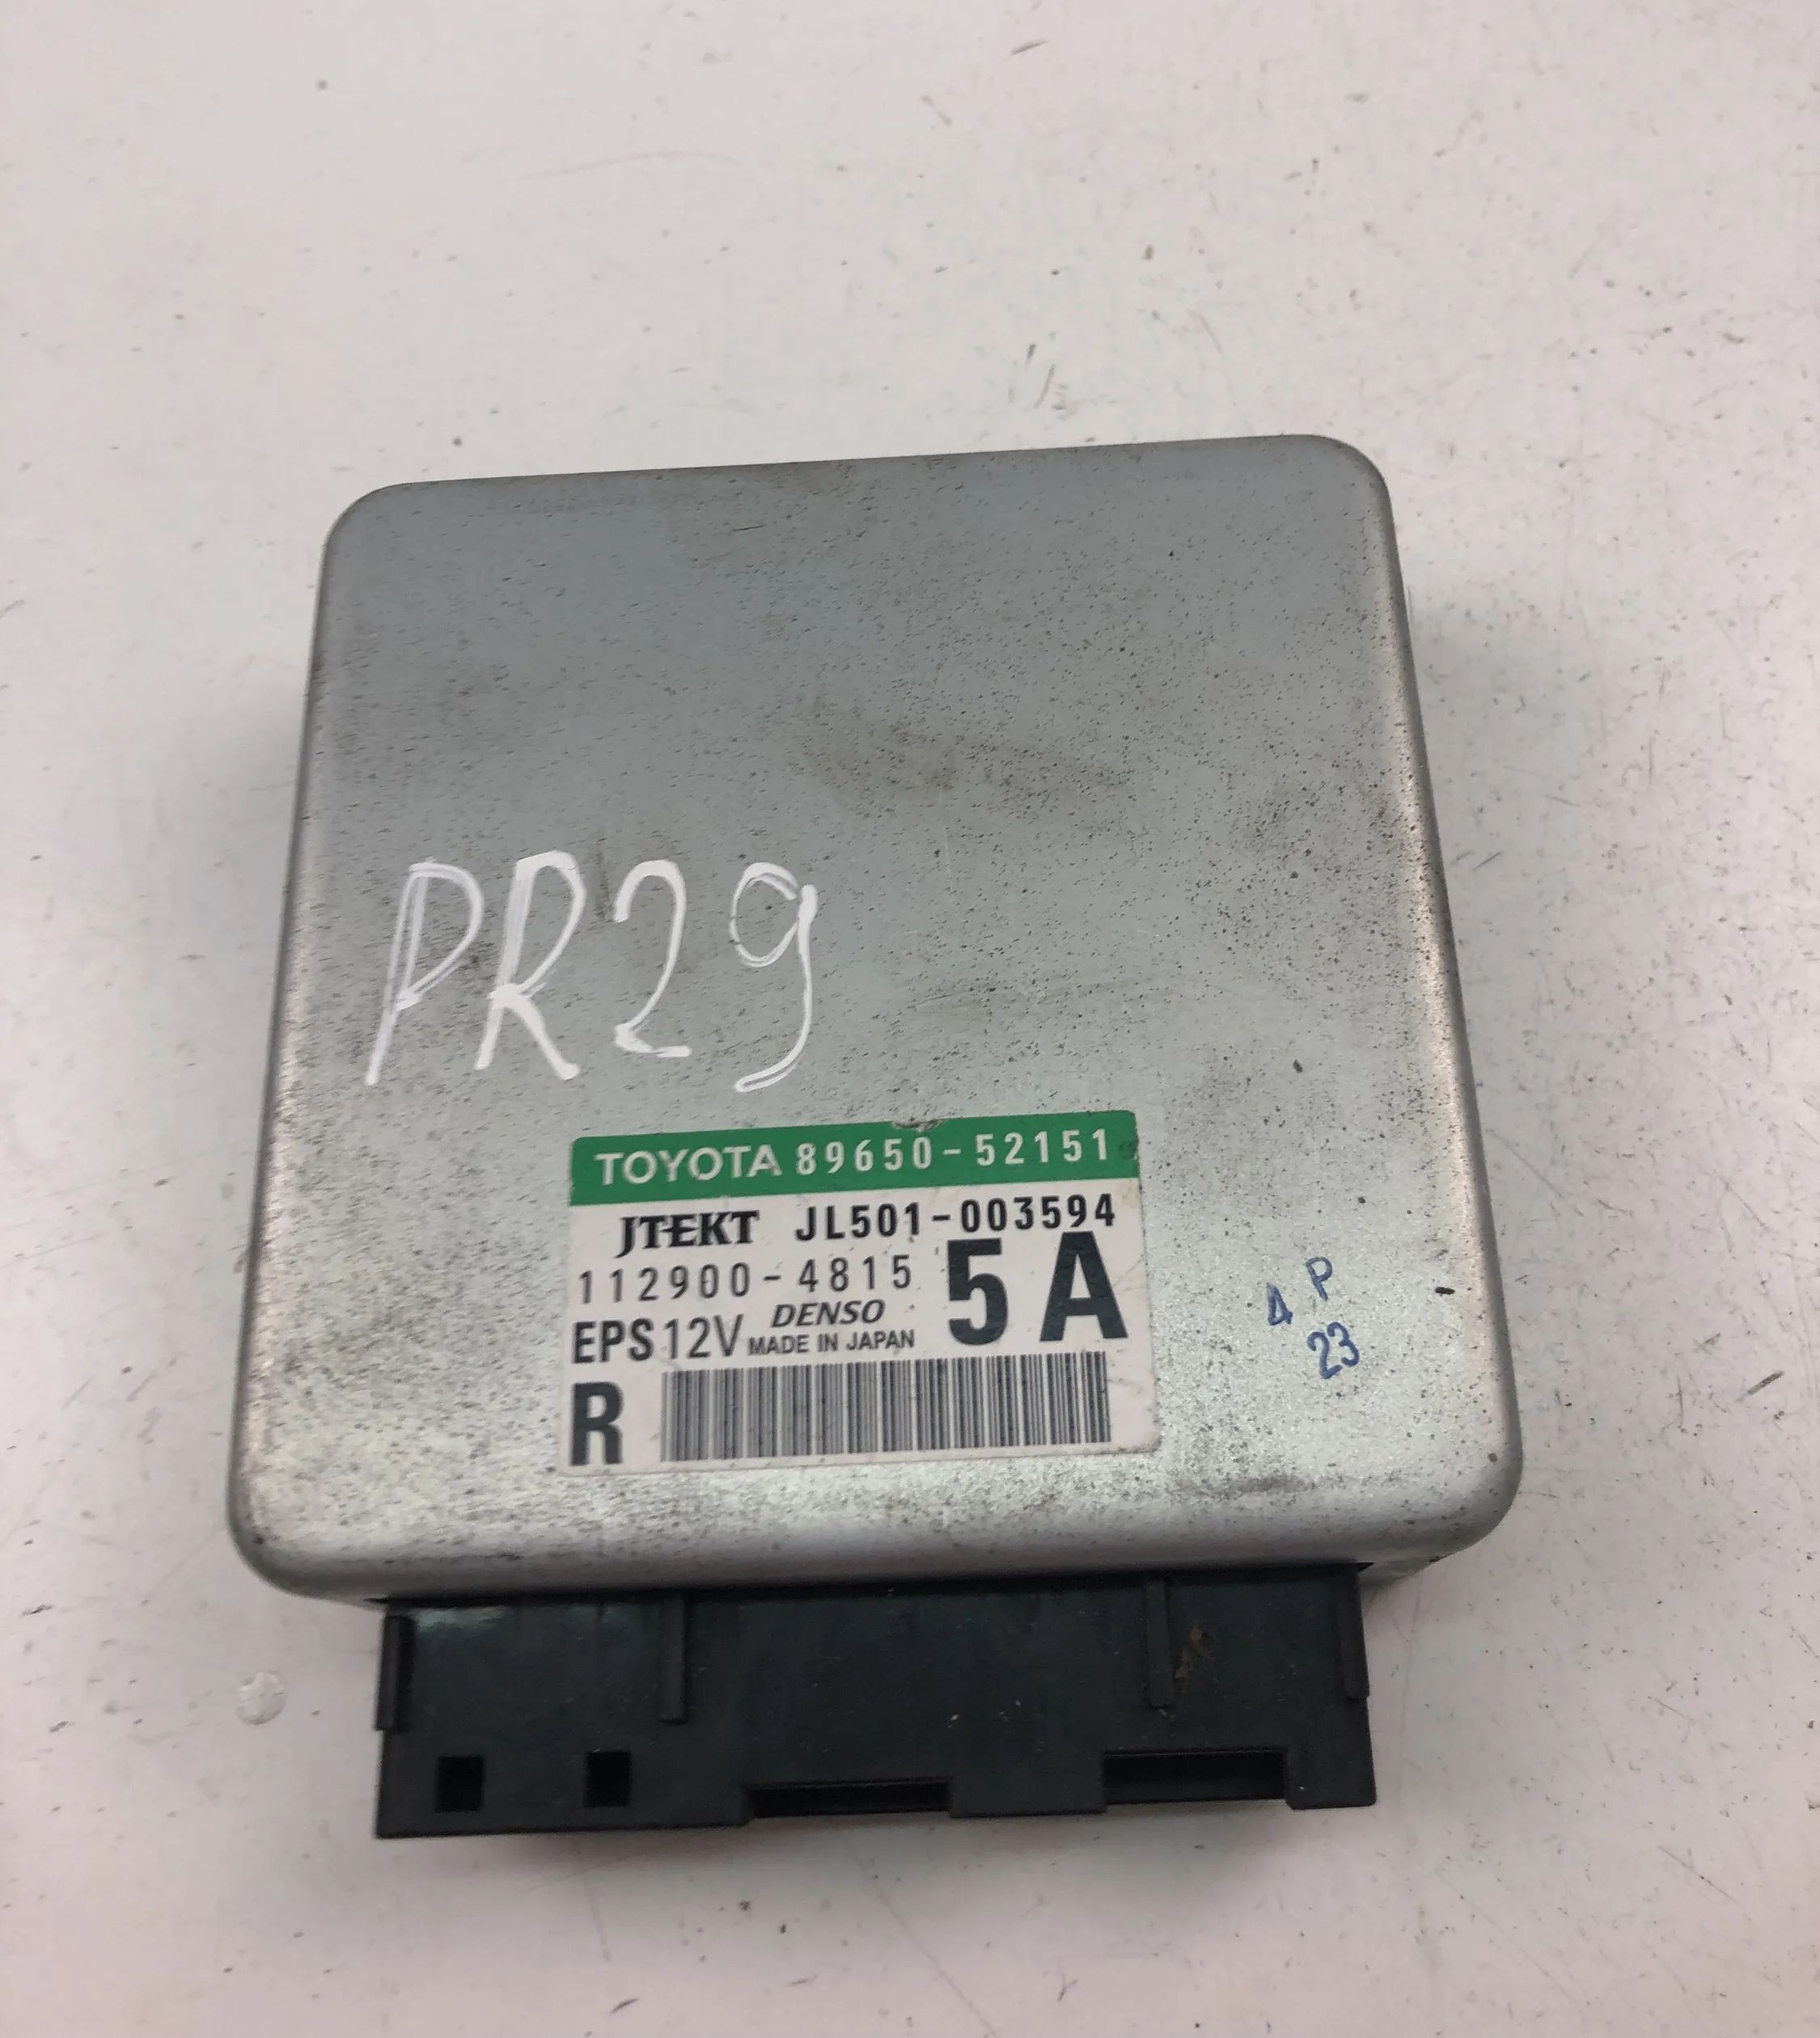 PR29
TOYOTA 89650-52151
JTEKT JL501-003594
112900-4815 5A
EPS 12V DENSO MADE IN JAPAN
R
4 P
23